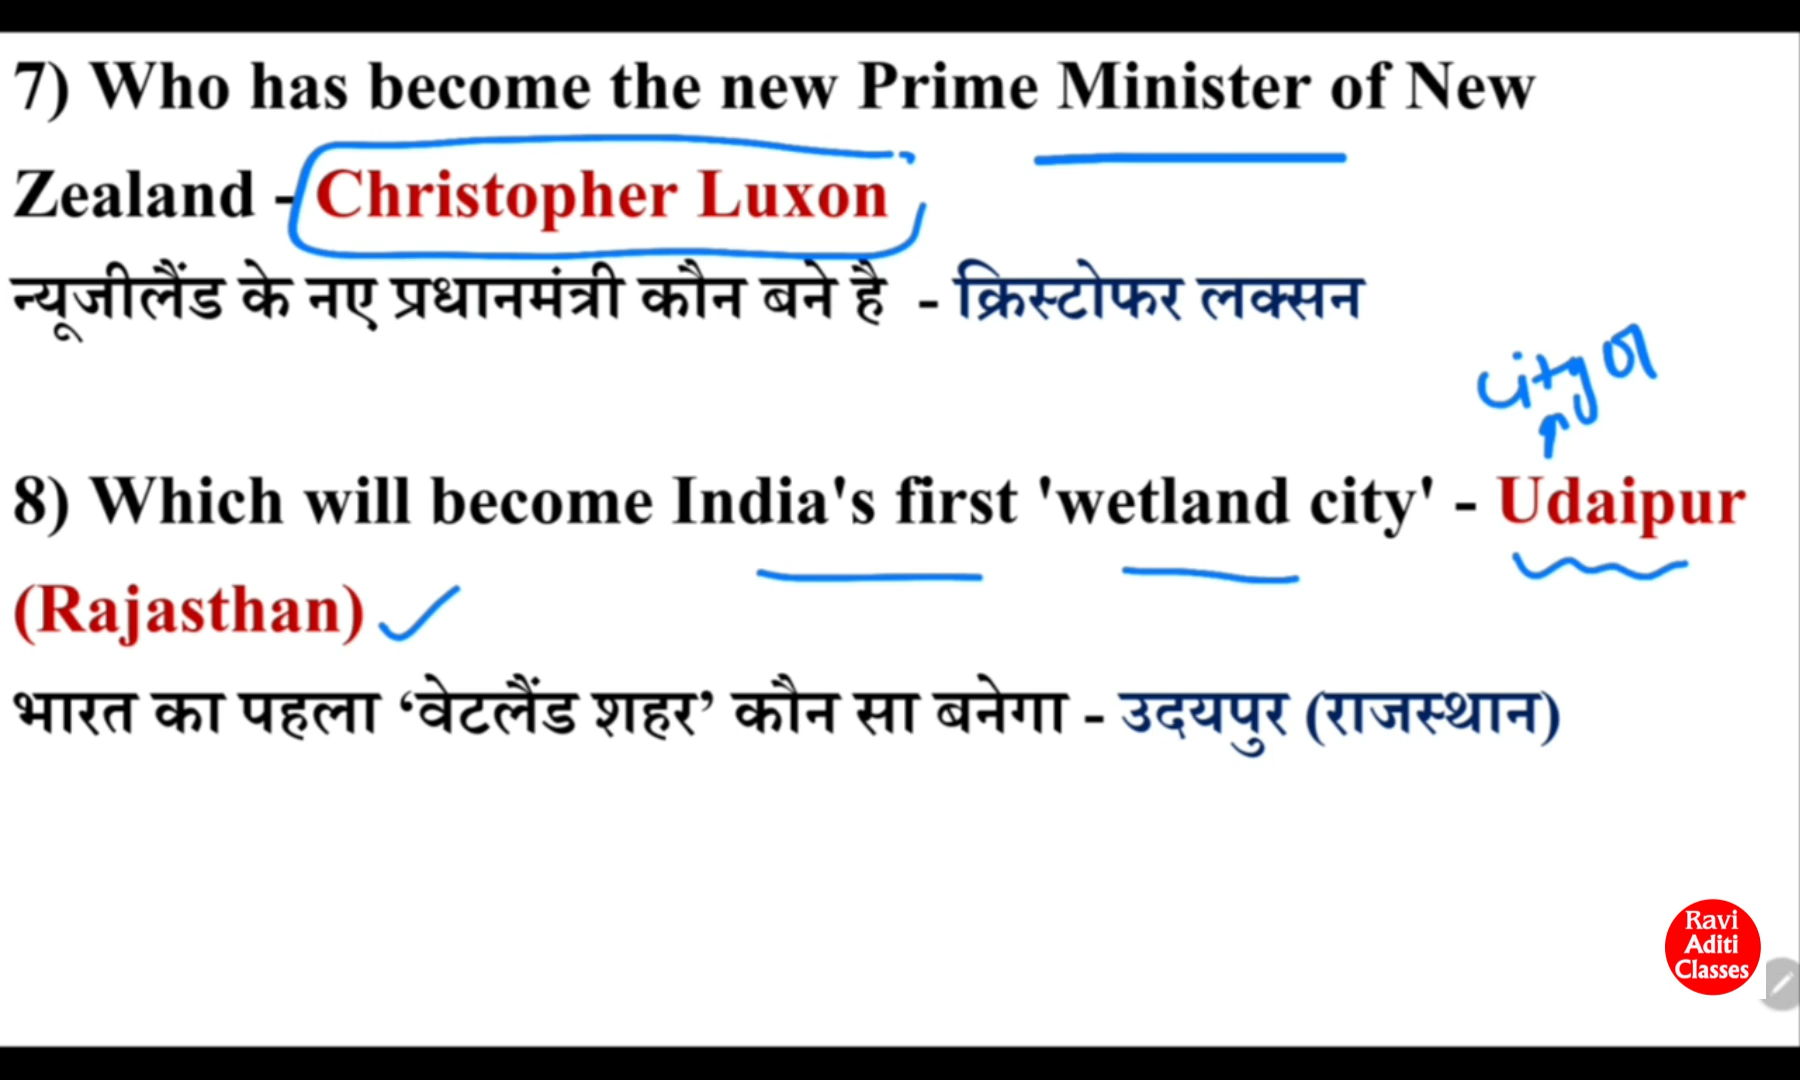 7) Who has become the new Prime Minister of New
Zealand - Christopher Luxon
न्यूजीलैंड के नए प्रधानमंत्री कौन बने है - क्रिस्टोफर लक्सन
city of
8) Which will become India's first 'wetland city' - Udaipur
(Rajasthan)
भारत का पहला ‘वेटलैंड शहर’ कौन सा बनेगा - उदयपुर (राजस्थान)
Ravi
Aditi
Classes